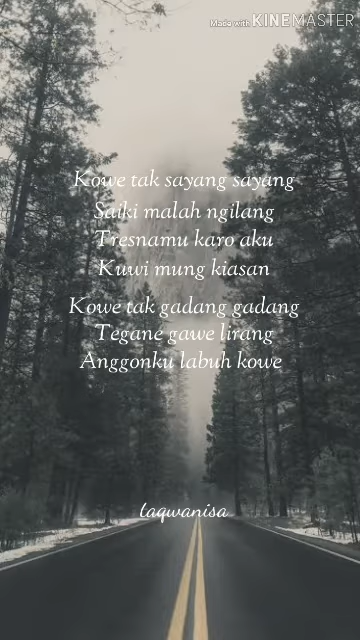 Made with KINEMASTER
Kowe tak sayang sayang
Saiki malah ngilang
Tresnamu karo aku
Kuwi mung kiasan
Kowe tak gadang gadang
Tegane gawe lirang
Anggonku labuh kowe
laqwanisa